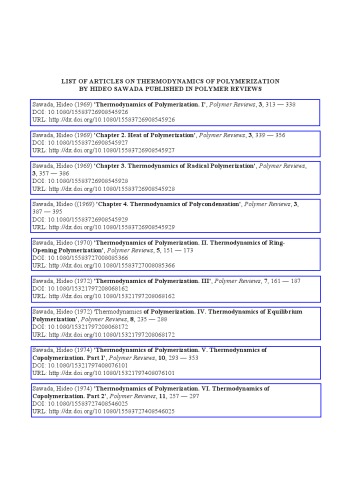 LIST OF ARTICLES ON THERMODYNAMICS OF POLYMERIZATION
BY HIDEO SAWADA PUBLISHED IN POLYMER REVIEWS
Sawada, Hideo (1969) 'Thermodynamics of Polymerization. I', Polymer Reviews, 3, 313 — 338
DOI: 10.1080/15583726908545926
URL: http://dx.doi.org/10.1080/15583726908545926
Sawada, Hideo (1969) 'Chapter 2. Heat of Polymerization', Polymer Reviews, 3, 339 — 356
DOI: 10.1080/15583726908545927
URL: http://dx.doi.org/10.1080/15583726908545927
Sawada, Hideo (1969) 'Chapter 3. Thermodynamics of Radical Polymerization', Polymer Reviews,
3, 357 — 386
DOI: 10.1080/15583726908545928
URL: http://dx.doi.org/10.1080/15583726908545928
Sawada, Hideo ((1969) 'Chapter 4. Thermodynamics of Polycondensation', Polymer Reviews, 3,
387 — 395
DOI: 10.1080/15583726908545929
URL: http://dx.doi.org/10.1080/15583726908545929
Sawada, Hideo (1970) 'Thermodynamics of Polymerization. II. Thermodynamics of Ring-
Opening Polymerization', Polymer Reviews, 5, 151 — 173
DOI: 10.1080/15583727008085366
URL: http://dx.doi.org/10.1080/15583727008085366
Sawada, Hideo (1972) 'Thermodynamics of Polymerization. III', Polymer Reviews, 7, 161 — 187
DOI: 10.1080/15321797208068162
URL: http://dx.doi.org/10.1080/15321797208068162
Sawada, Hideo (1972) 'Thermodynamics of Polymerization. IV. Thermodynamics of Equilibrium
Polymerization', Polymer Reviews, 8, 235 — 288
DOI: 10.1080/15321797208068172
URL: http://dx.doi.org/10.1080/15321797208068172
Sawada, Hideo (1974) 'Thermodynamics of Polymerization. V. Thermodynamics of
Copolymerization. Part I', Polymer Reviews, 10, 293 — 353
DOI: 10.1080/15321797408076101
URL: http://dx.doi.org/10.1080/15321797408076101
Sawada, Hideo (1974) 'Thermodynamics of Polymerization. VI. Thermodynamics of
Copolymerization. Part 2', Polymer Reviews, 11, 257 — 297
DOI: 10.1080/15583727408546025
URL: http://dx.doi.org/10.1080/15583727408546025